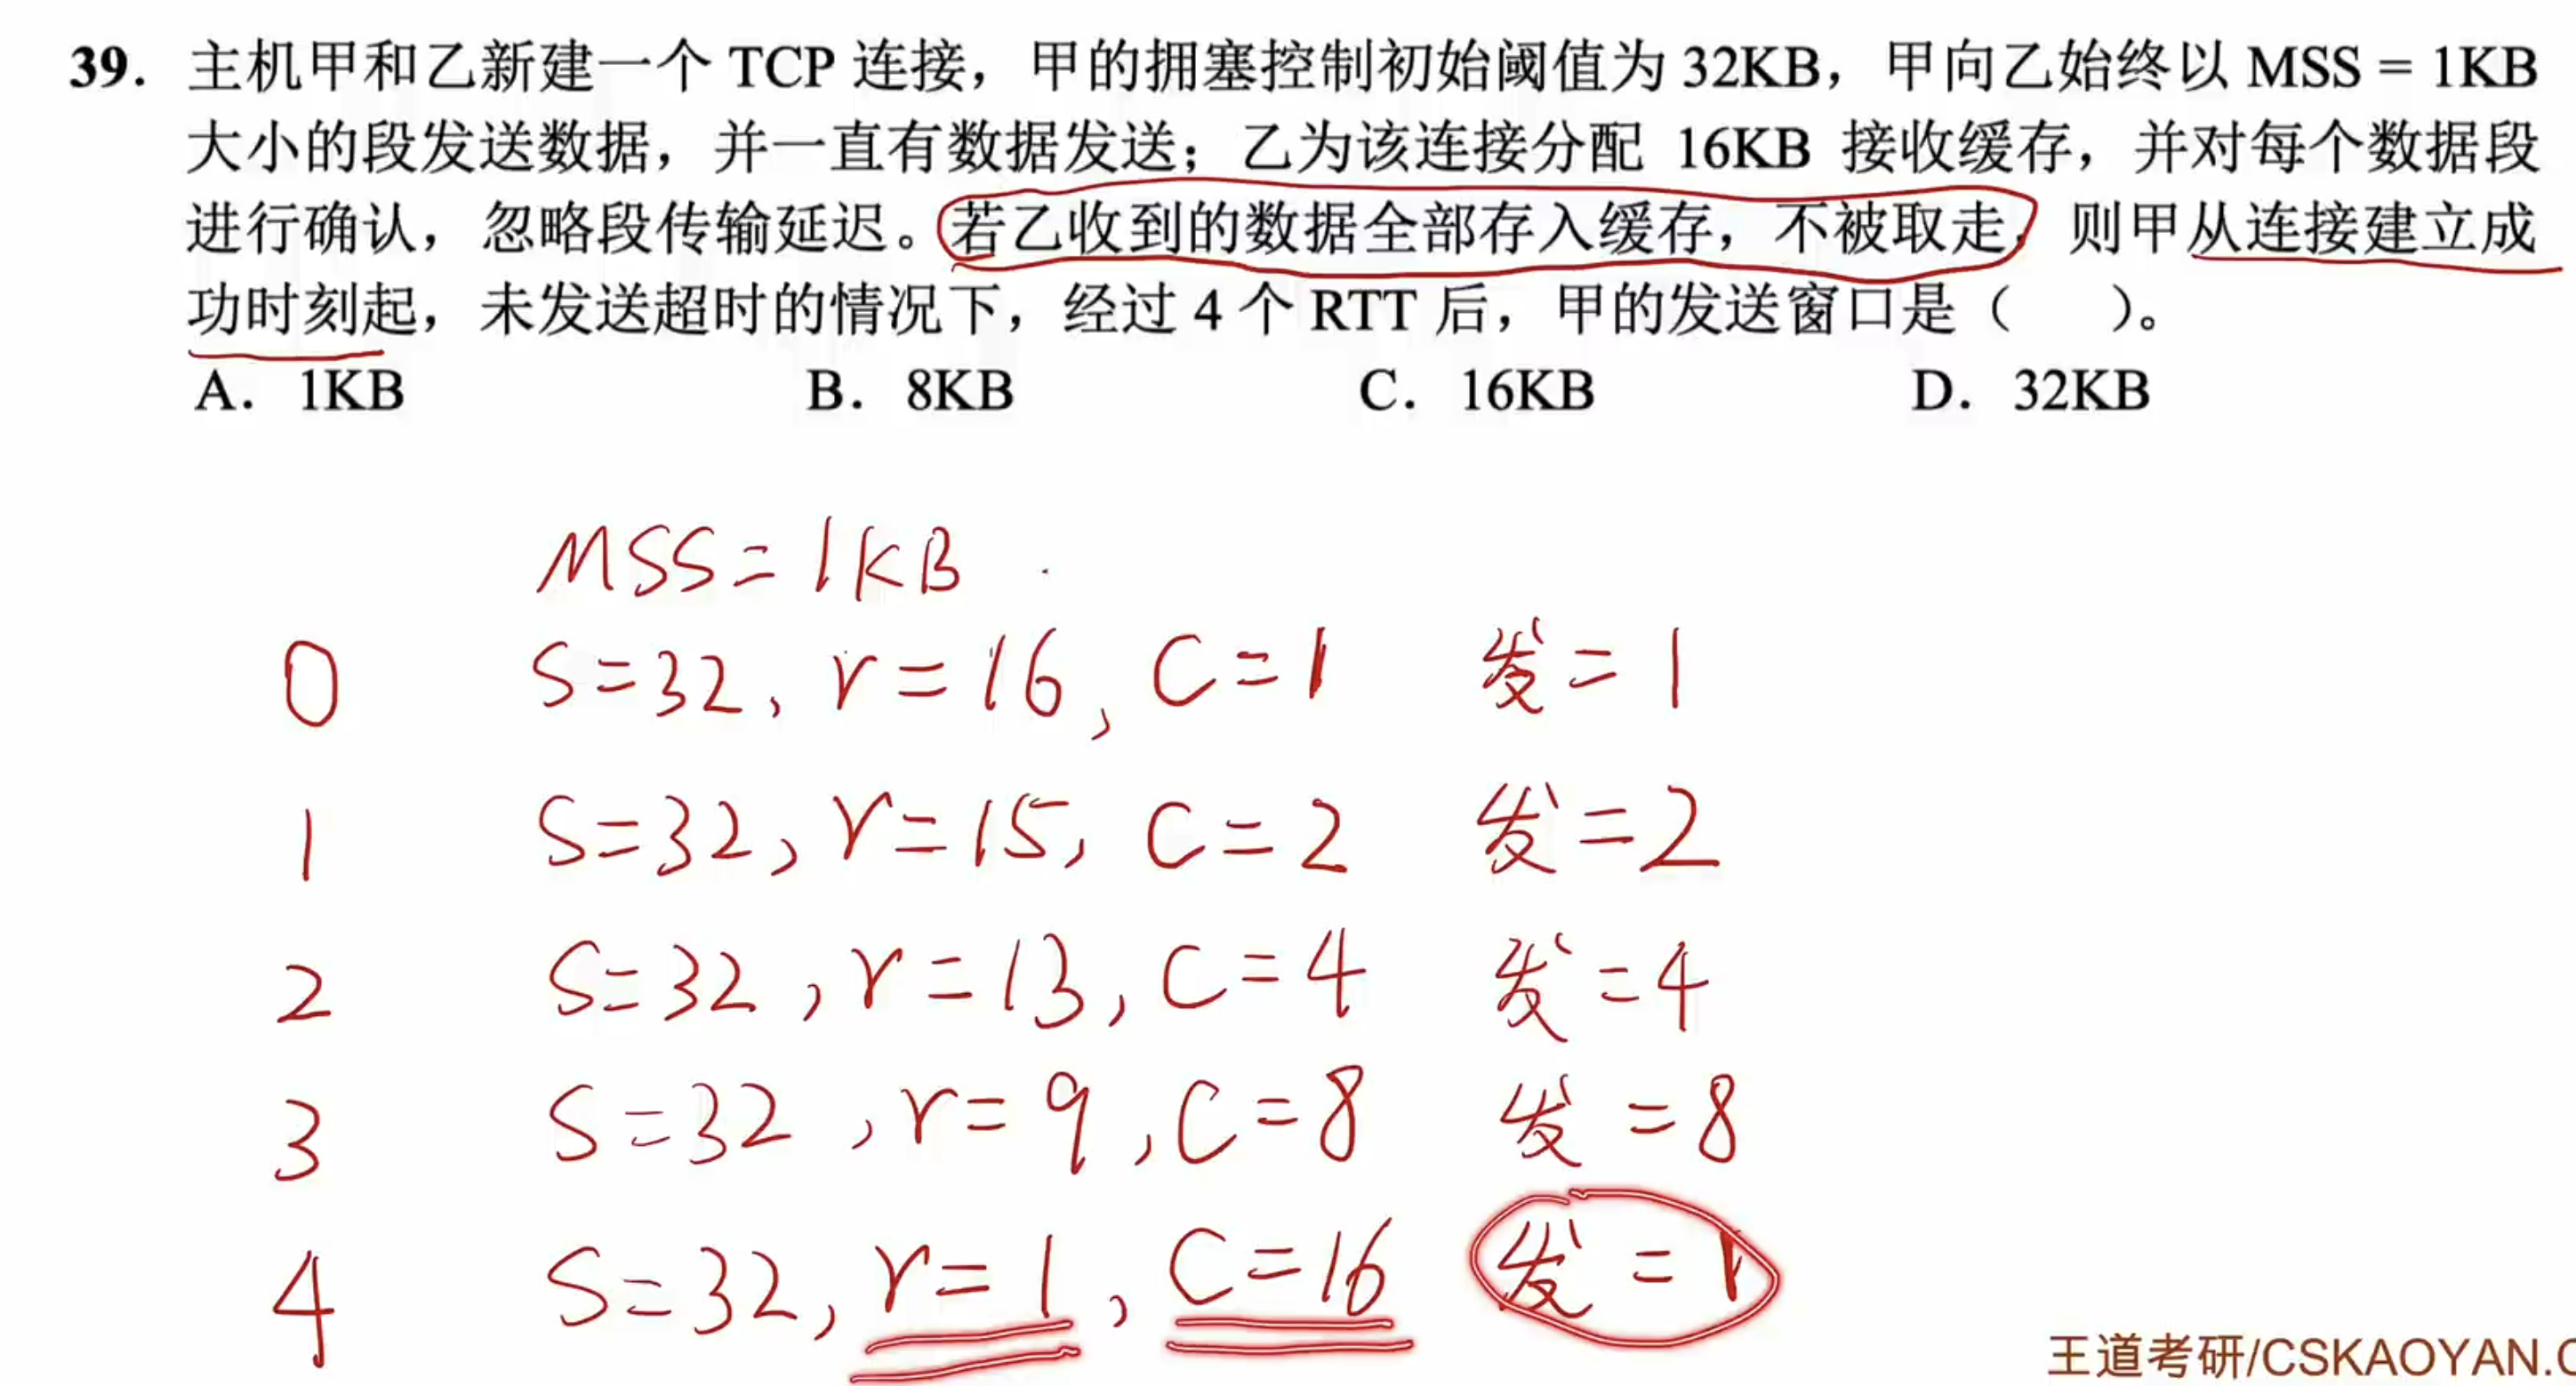 39. 主机甲和乙新建一个 TCP 连接，甲的拥塞控制初始阈值为 32KB，甲向乙始终以 MSS = 1KB
大小的段发送数据，并一直有数据发送；乙为该连接分配 16KB 接收缓存，并对每个数据段
进行确认，忽略段传输延迟。若乙收到的数据全部存入缓存，不被取走，则甲从连接建立成
功时刻起，未发送超时的情况下，经过 4 个 RTT 后，甲的发送窗口是（ ）。
A. 1KB B. 8KB C. 16KB D. 32KB
MSS=1KB
0 S=32, r=16, C=1 发=1
1 S=32, r=15, C=2 发=2
2 S=32, r=13, C=4 发=4
3 S=32, r=9, C=8 发=8
4 S=32, r=1, C=16 发=1
王道考研/CSKAOYAN.C